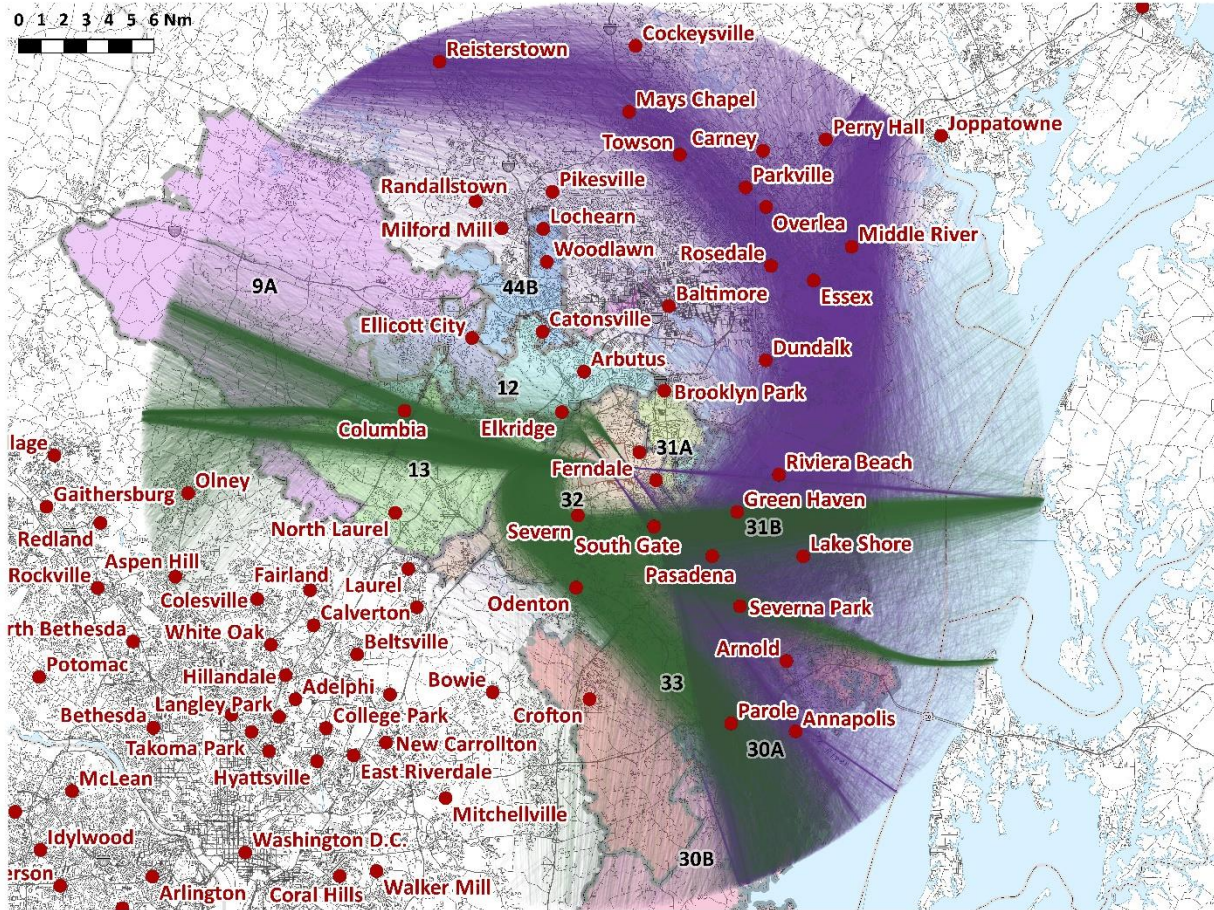 0 1 2 3 4 5 6 Nm
Reisterstown
Cockeysville
Mays Chapel
Towson
Carney
Perry Hall
Joppatowne
Randallstown
Pikesville
Parkville
Milford Mill
Lochearn
Overlea
Woodlawn
Rosedale
Middle River
9A
44B
Baltimore
Essex
Ellicott City
Catonsville
Arbutus
Dundalk
12
Brooklyn Park
Columbia
Elkridge
lage
13
Ferndale
31A
Riviera Beach
Gaithersburg
Olney
32
Green Haven
Redland
North Laurel
Severn
South Gate
31B
Lake Shore
Aspen Hill
Rockville
Fairland
Laurel
Pasadena
Colesville
Calverton
Odenton
Severna Park
rth Bethesda
White Oak
Beltsville
Arnold
Potomac
Hillandale
Adelphi
Bowie
33
Bethesda
Langley Park
College Park
Crofton
Parole
Annapolis
Takoma Park
New Carrollton
30A
Hyattsville
East Riverdale
McLean
Mitchellville
Idylwood
Washington D.C.
30B
erson
Arlington
Coral Hills
Walker Mill